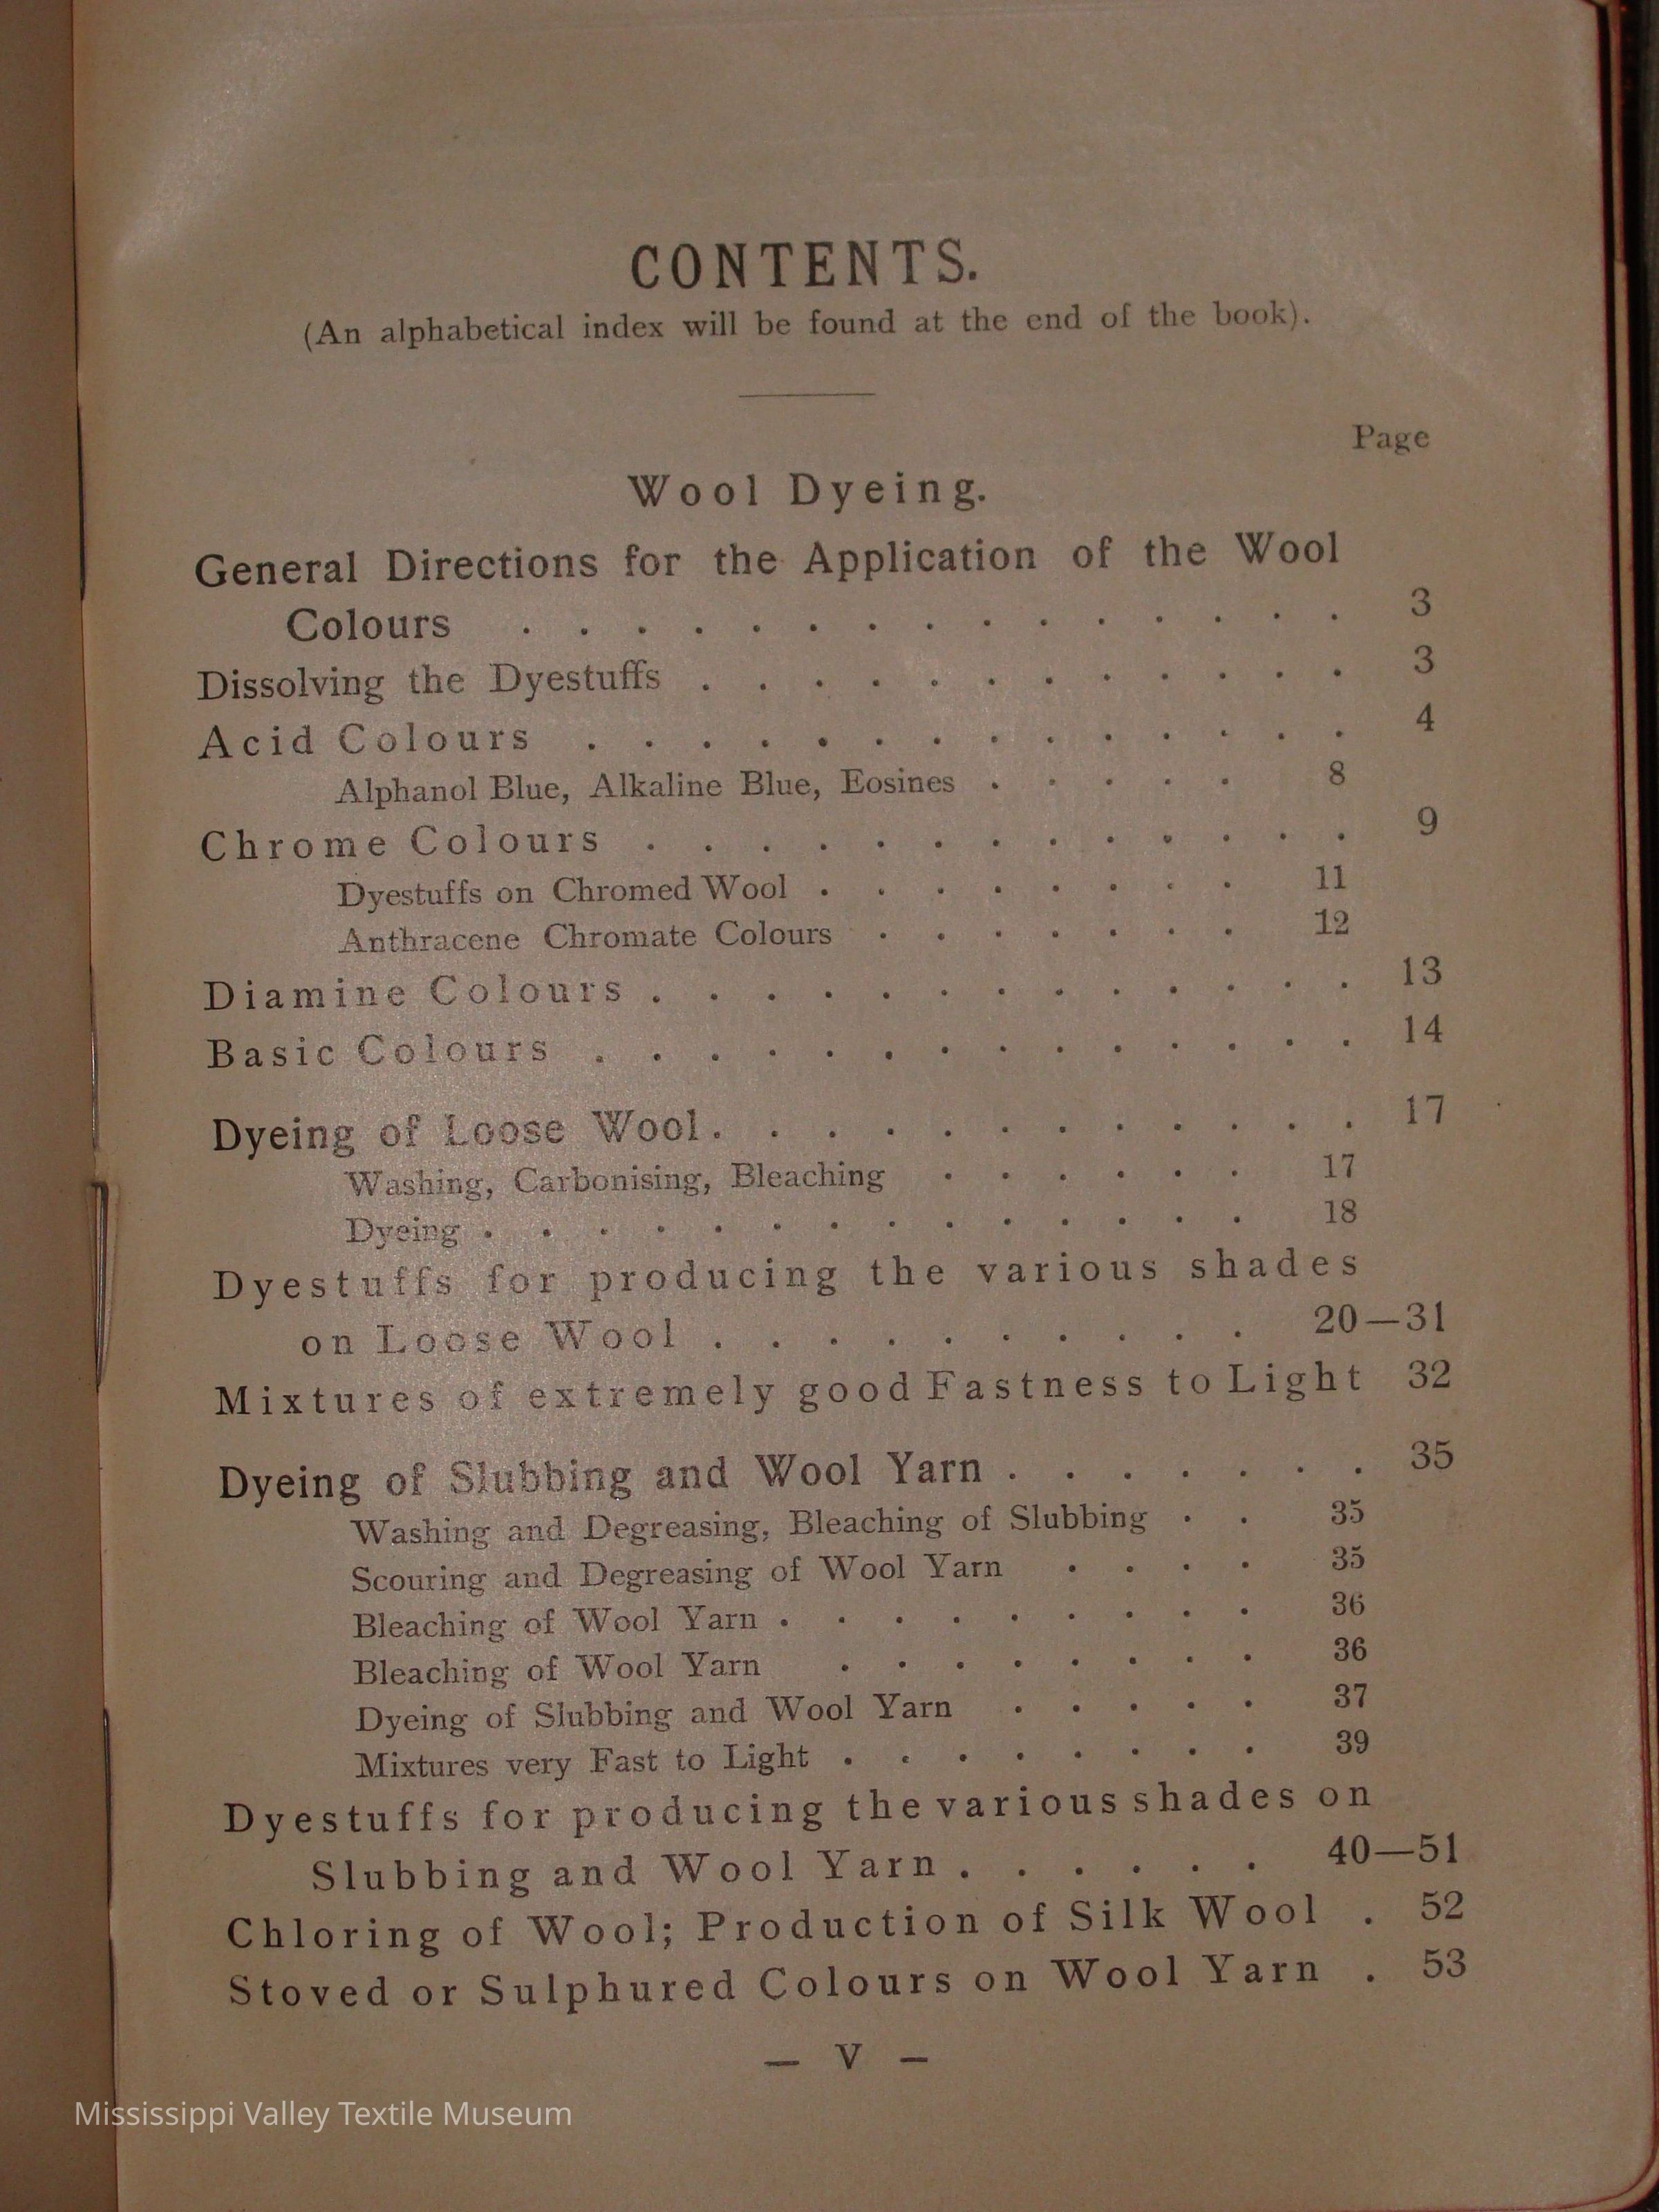 CONTENTS.
(An alphabetical index will be found at the end of the book).
Page
Wool Dyeing.
General Directions for the Application of the Wool
Colours . . . . . . . . . . . . . . . 3
Dissolving the Dyestuffs . . . . . . . . . . . . 3
Acid Colours . . . . . . . . . . . . . . 4
Alphanol Blue, Alkaline Blue, Eosines . . . . . 8
Chrome Colours . . . . . . . . . . . . . 9
Dyestuffs on Chromed Wool . . . . . . . . 11
Anthracene Chromate Colours . . . . . . . 12
Diamine Colours . . . . . . . . . . . . . 13
Basic Colours . . . . . . . . . . . . . . 14
Dyeing of Loose Wool . . . . . . . . . . . . 17
Washing, Carbonising, Bleaching . . . . . . 17
Dyeing . . . . . . . . . . . . . . 18
Dyestuffs for producing the various shades
on Loose Wool . . . . . . . . . . 20—31
Mixtures of extremely good Fastness to Light 32
Dyeing of Slubbing and Wool Yarn . . . . . . . 35
Washing and Degreasing, Bleaching of Slubbing . . 35
Scouring and Degreasing of Wool Yarn . . . . 35
Bleaching of Wool Yarn . . . . . . . . . 36
Bleaching of Wool Yarn . . . . . . . . 36
Dyeing of Slubbing and Wool Yarn . . . . . 37
Mixtures very Fast to Light . . . . . . . . 39
Dyestuffs for producing the various shades on
Slubbing and Wool Yarn . . . . . . 40—51
Chloring of Wool; Production of Silk Wool . 52
Stoved or Sulphured Colours on Wool Yarn . 53
— V —
Mississippi Valley Textile Museum